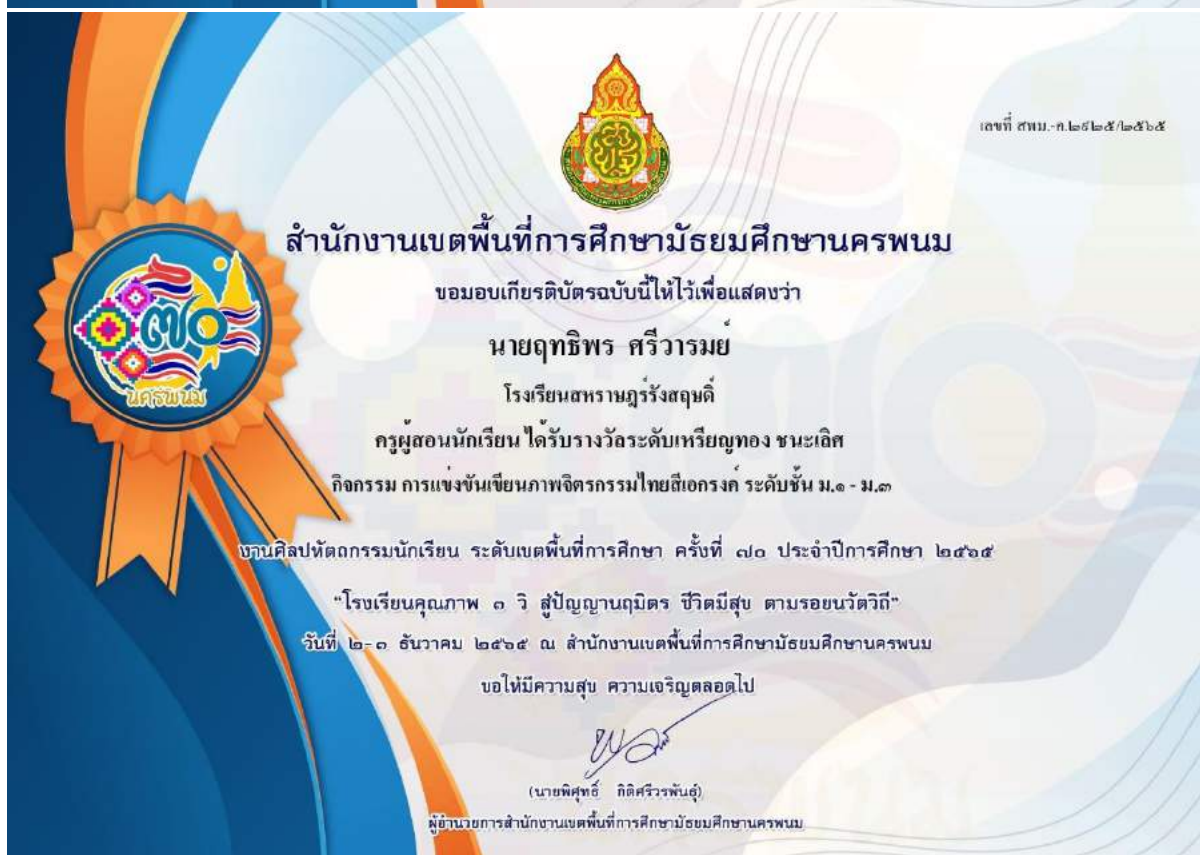 เลขที่ สพม.-ค.๒๙๒๕/๒๕๖๕
สำนักงานเขตพื้นที่การศึกษามัธยมศึกษานครพนม
ขอมอบเกียรติบัตรฉบับนี้ให้ไว้เพื่อแสดงว่า
นายฤทธิพร ศรีวารมย์
โรงเรียนสหราษฎร์รังสฤษดิ์
ครูผู้สอนนักเรียน ได้รับรางวัลระดับเหรียญทอง ชนะเลิศ
กิจกรรม การแข่งขันเขียนภาพจิตรกรรมไทยสีเอกรงค์ ระดับชั้น ม.๑ - ม.๓
๗๐
นครพนม
งานศิลปหัตถกรรมนักเรียน ระดับเขตพื้นที่การศึกษา ครั้งที่ ๗๐ ประจำปีการศึกษา ๒๕๖๕
"โรงเรียนคุณภาพ ๓ วิ สู่ปัญญานฤมิตร ชีวิตมีสุข ตามรอยนวัตวิถี"
วันที่ ๒-๓ ธันวาคม ๒๕๖๕ ณ สำนักงานเขตพื้นที่การศึกษามัธยมศึกษานครพนม
ขอให้มีความสุข ความเจริญตลอดไป
(นายพิศุทธิ์ กิติศรีวรพันธุ์)
ผู้อำนวยการสำนักงานเขตพื้นที่การศึกษามัธยมศึกษานครพนม